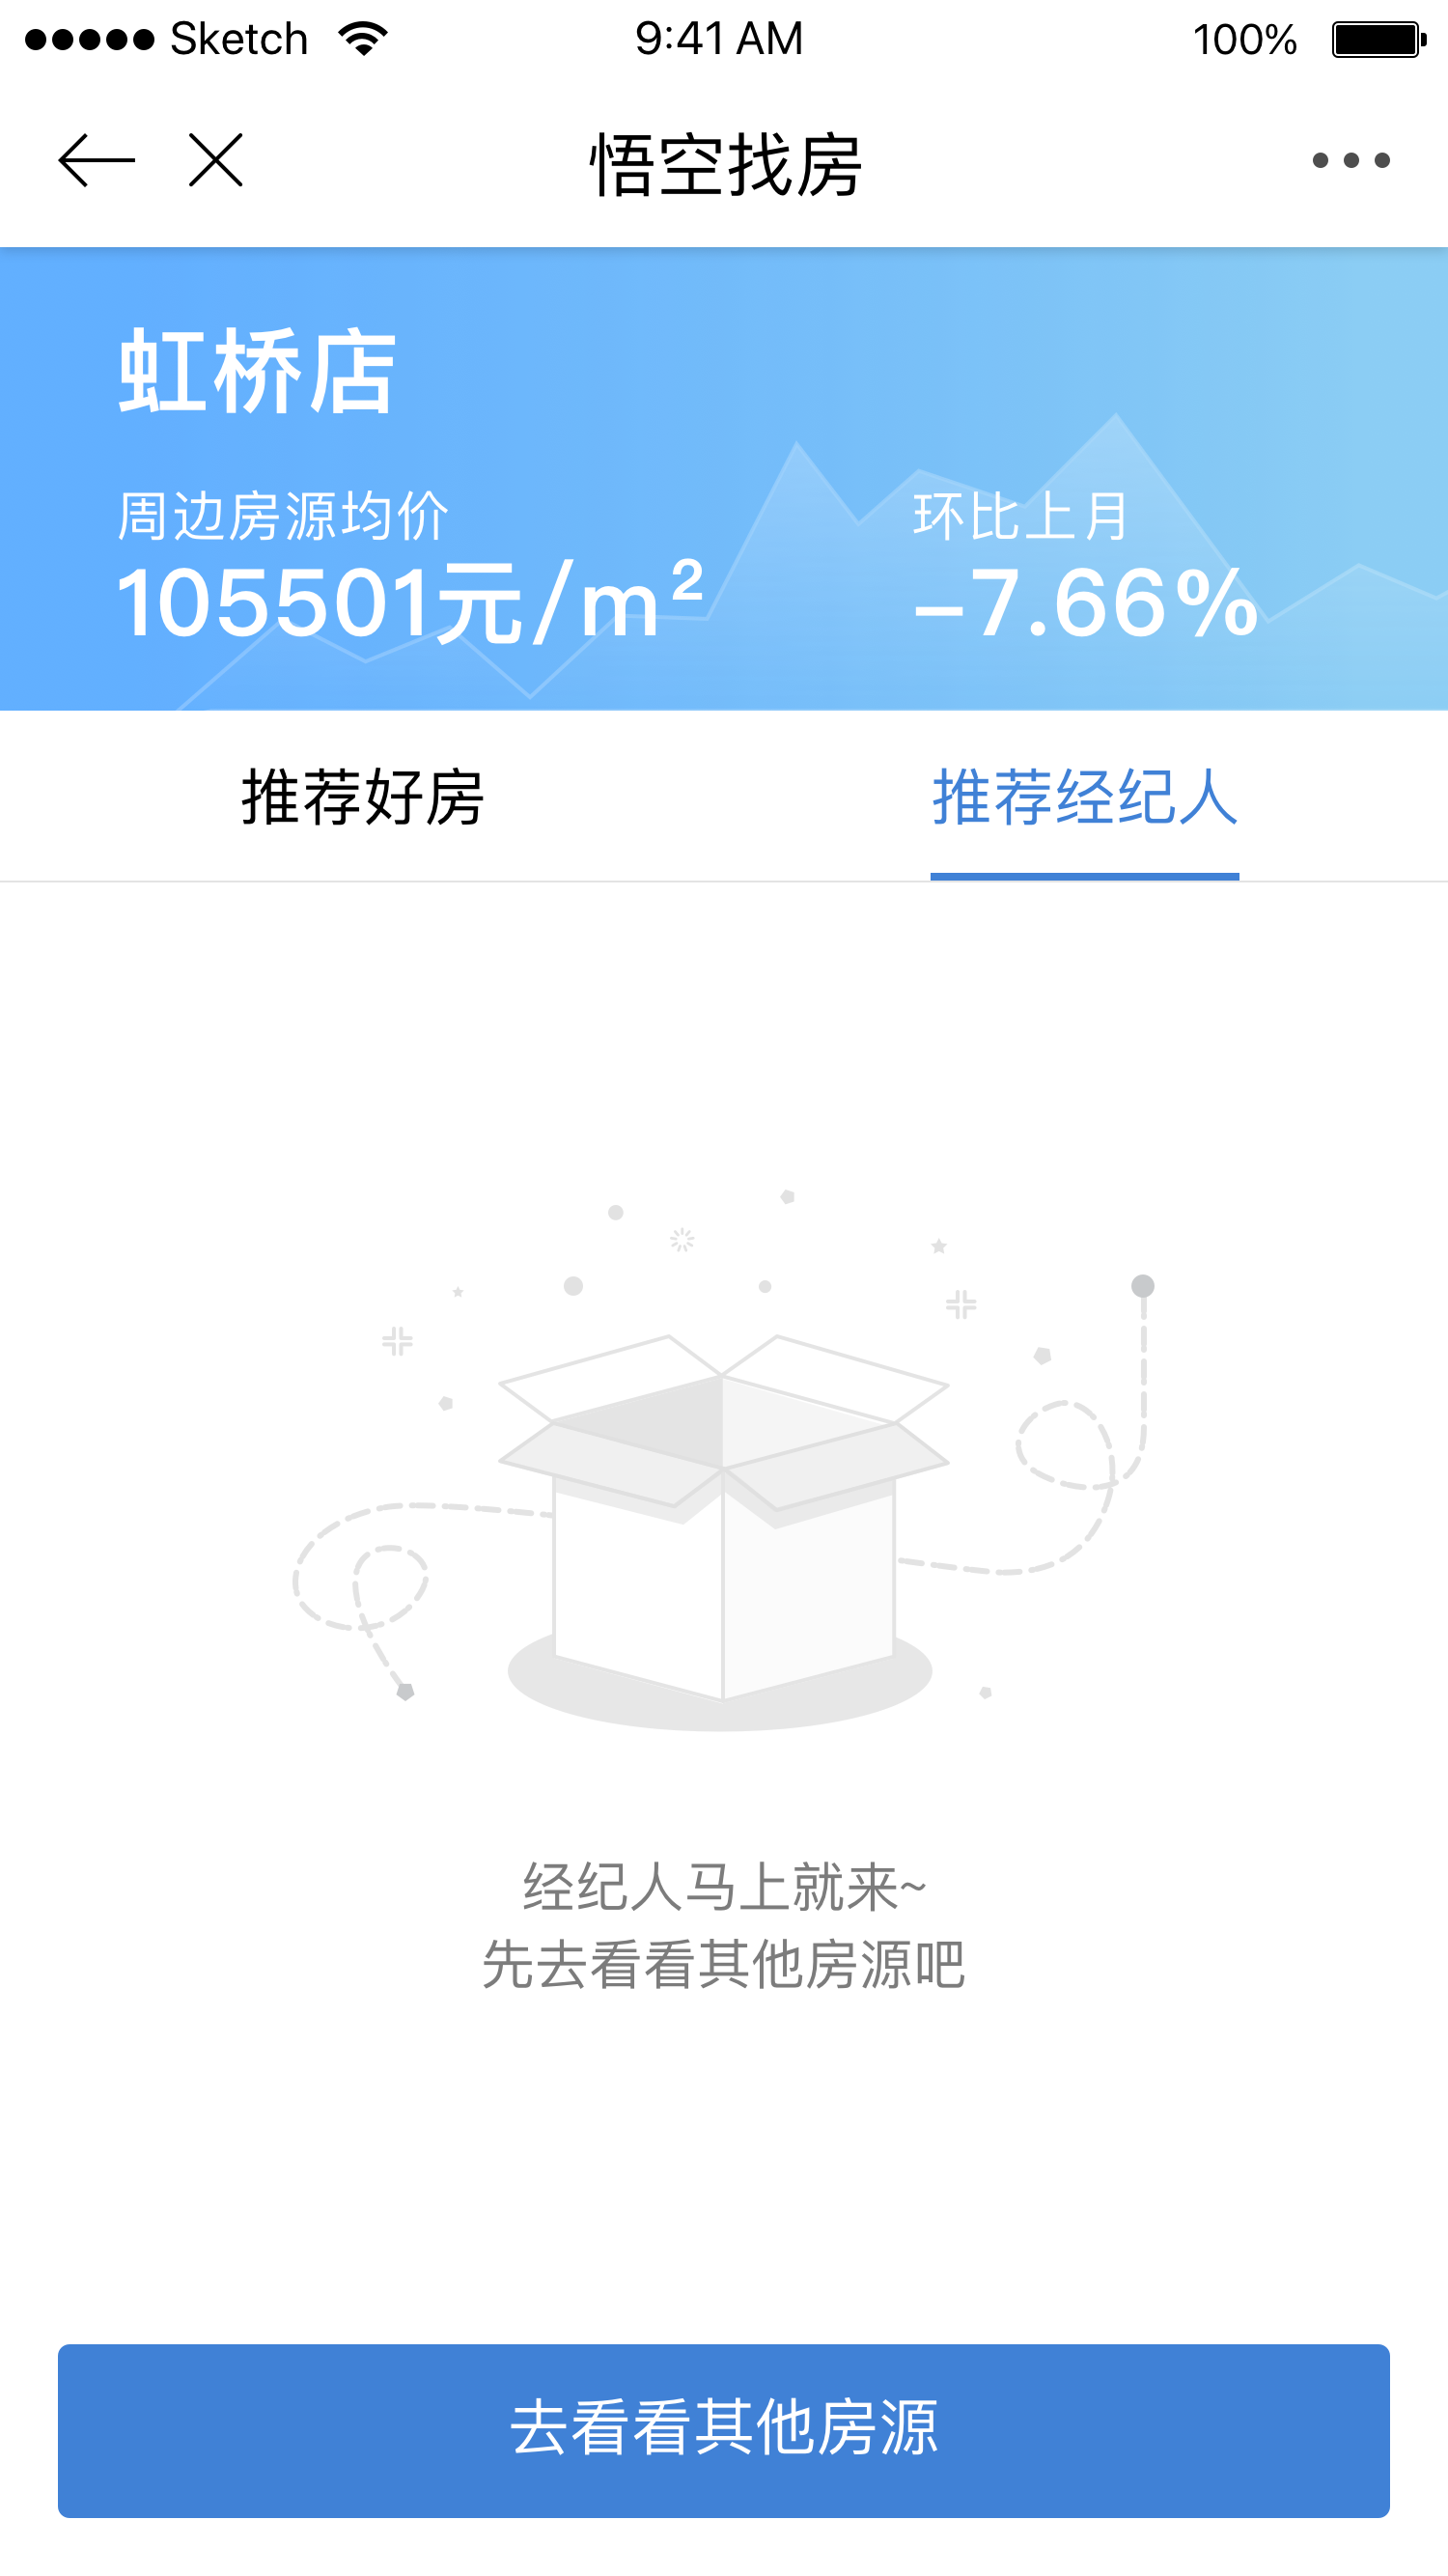 Sketch 9:41 AM 100%
悟空找房
虹桥店
周边房源均价 环比上月
105501元/m² -7.66%
推荐好房 推荐经纪人
经纪人马上就来~
先去看看其他房源吧
去看看其他房源